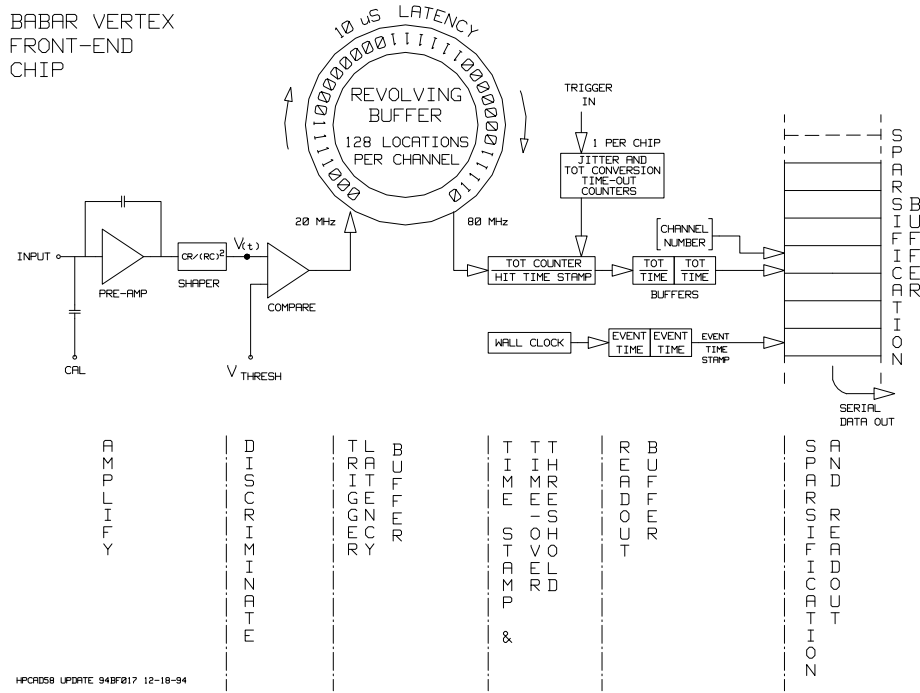 BABAR VERTEX
FRONT-END
CHIP
10 uS LATENCY
REVOLVING
BUFFER
128 LOCATIONS
PER CHANNEL
TRIGGER
IN
1 PER CHIP
JITTER AND
TOT CONVERSION
TIME-OUT
COUNTERS
20 MHz
80 MHz
INPUT
PRE-AMP
CR/(RC)²
SHAPER
V(t)
COMPARE
CAL
V THRESH
TOT COUNTER
HIT TIME STAMP
TOT
TIME
TOT
TIME
BUFFERS
[CHANNEL
NUMBER]
WALL CLOCK
EVENT
TIME
EVENT
TIME
EVENT
TIME
STAMP
SPARSIFICATION
BUFFER
SERIAL
DATA OUT
AMPLIFY
DISCRIMINATE
TRIGGER
LATENCY
BUFFER
TIME STAMP &
TIME-OVER
THRESHOLD
READOUT
BUFFER
SPARSIFICATION
AND READOUT
HPCAD58 UPDATE 94BF017 12-18-94